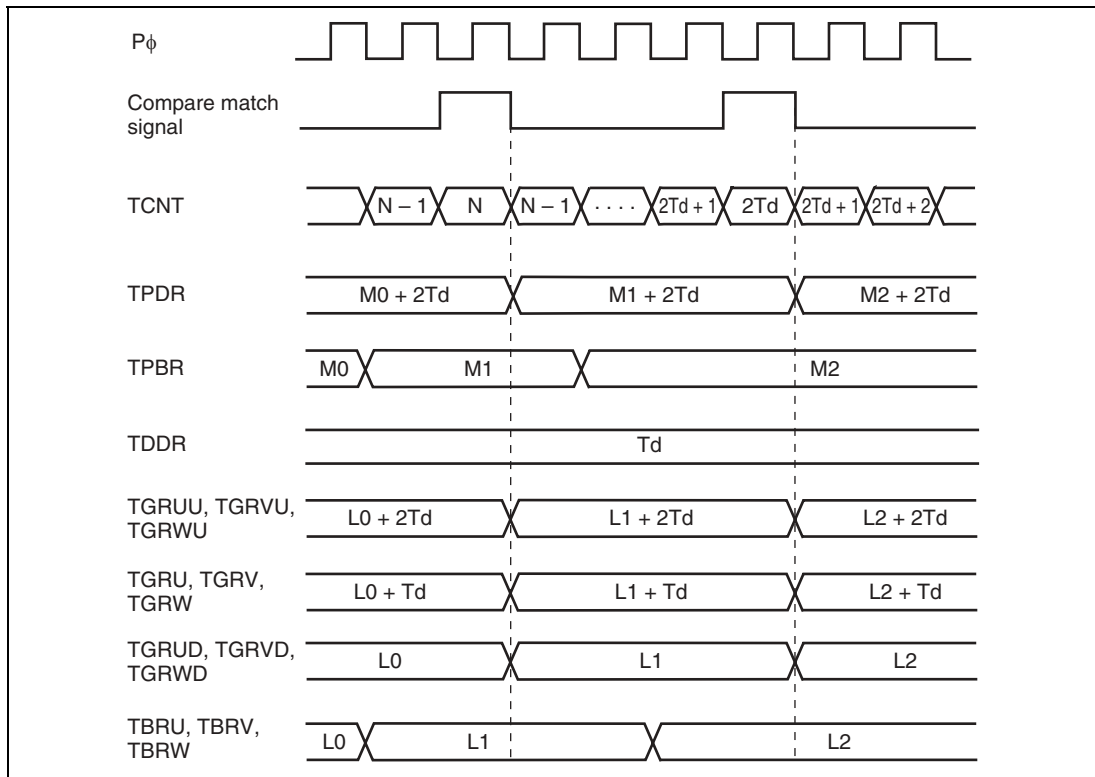 Pϕ
Compare match
signal
TCNT
N – 1 N N – 1 · · · · 2Td + 1 2Td 2Td + 1 2Td + 2
TPDR
M0 + 2Td M1 + 2Td M2 + 2Td
TPBR
M0 M1 M2
TDDR
Td
TGRUU, TGRVU,
TGRWU
L0 + 2Td L1 + 2Td L2 + 2Td
TGRU, TGRV,
TGRW
L0 + Td L1 + Td L2 + Td
TGRUD, TGRVD,
TGRWD
L0 L1 L2
TBRU, TBRV,
TBRW
L0 L1 L2